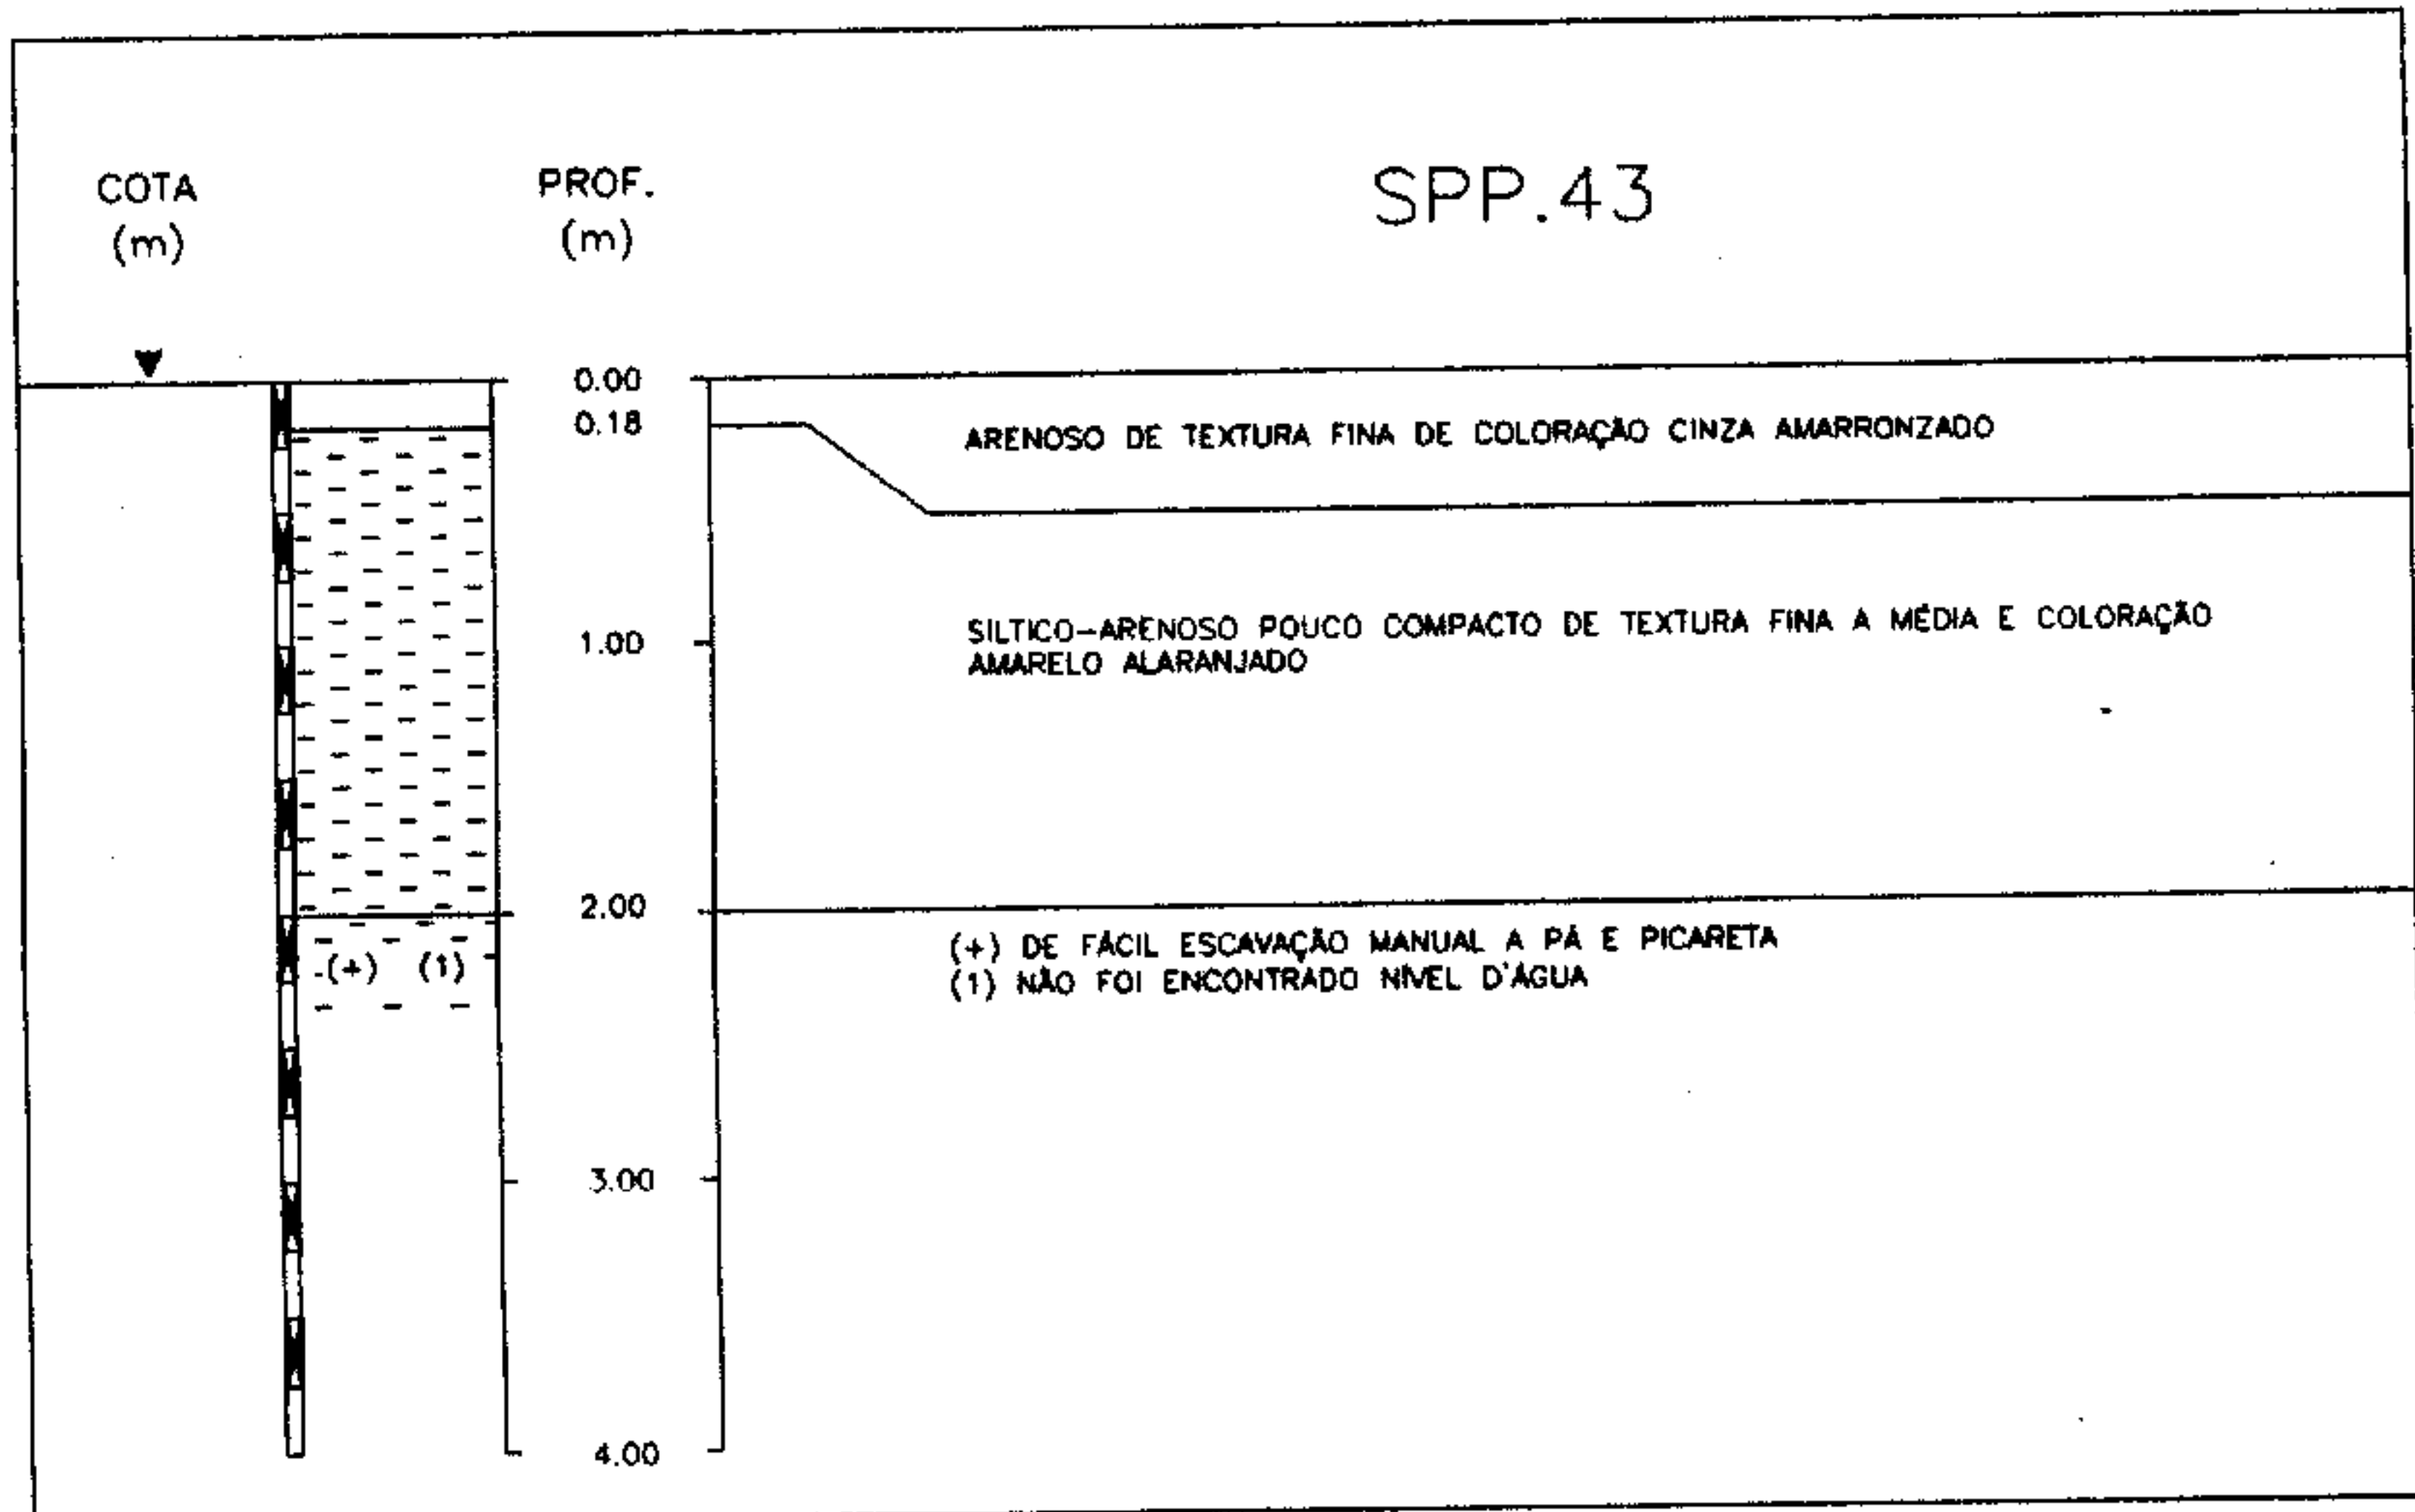 COTA
(m)
PROF.
(m)
SPP.43
0.00
0.18
ARENOSO DE TEXTURA FINA DE COLORAÇÃO CINZA AMARRONZADO
1.00
SILTICO-ARENOSO POUCO COMPACTO DE TEXTURA FINA A MÉDIA E COLORAÇÃO
AMARELO ALARANJADO
2.00
(+) (1)
(+) DE FÁCIL ESCAVAÇÃO MANUAL A PÁ E PICARETA
(1) NÃO FOI ENCONTRADO NÍVEL D'ÁGUA
3.00
4.00